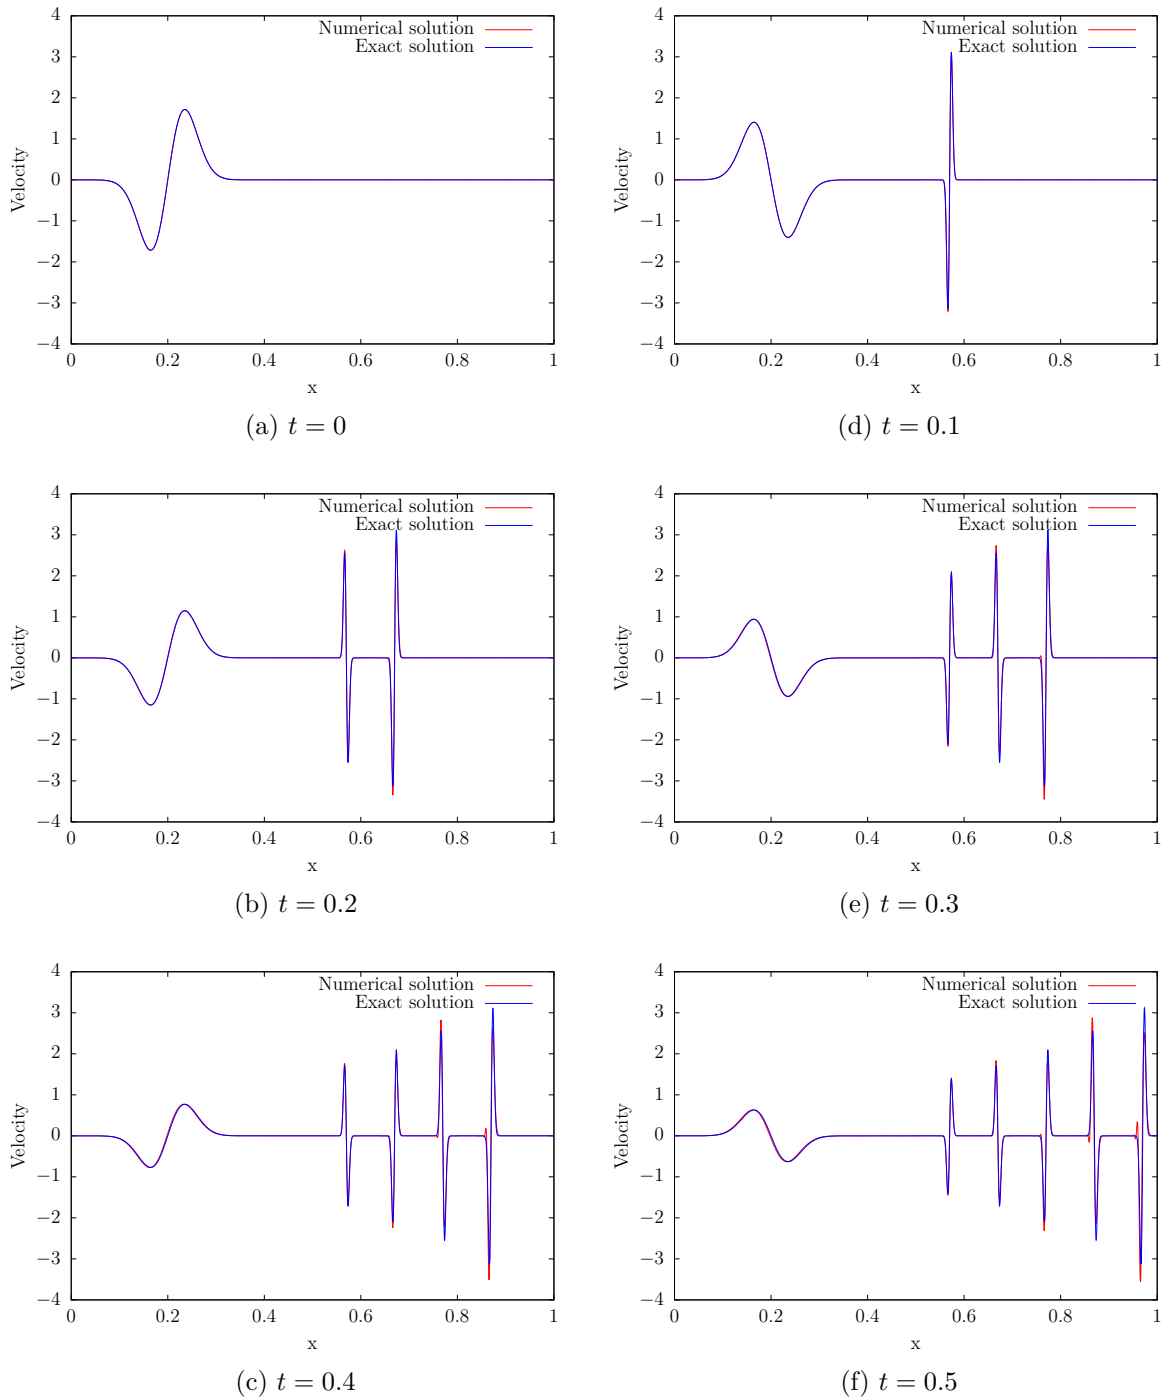 Numerical solution
Exact solution
4
3
2
1
0
−1
−2
−3
−4
Velocity
0 0.2 0.4 0.6 0.8 1
x
(a) t = 0
Numerical solution
Exact solution
4
3
2
1
0
−1
−2
−3
−4
Velocity
0 0.2 0.4 0.6 0.8 1
x
(d) t = 0.1
Numerical solution
Exact solution
4
3
2
1
0
−1
−2
−3
−4
Velocity
0 0.2 0.4 0.6 0.8 1
x
(b) t = 0.2
Numerical solution
Exact solution
4
3
2
1
0
−1
−2
−3
−4
Velocity
0 0.2 0.4 0.6 0.8 1
x
(e) t = 0.3
Numerical solution
Exact solution
4
3
2
1
0
−1
−2
−3
−4
Velocity
0 0.2 0.4 0.6 0.8 1
x
(c) t = 0.4
Numerical solution
Exact solution
4
3
2
1
0
−1
−2
−3
−4
Velocity
0 0.2 0.4 0.6 0.8 1
x
(f) t = 0.5